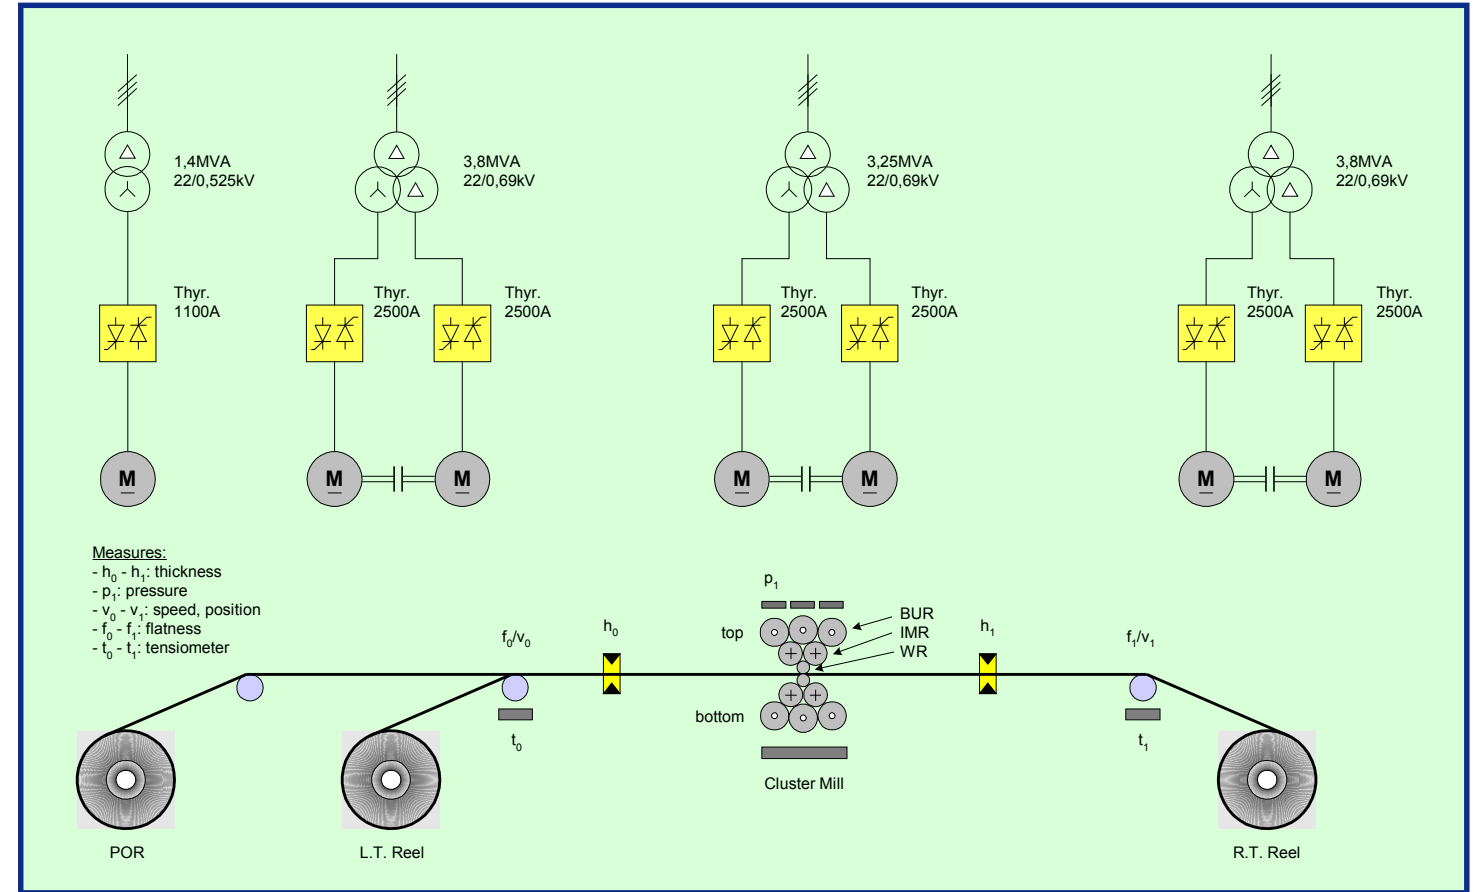 1,4MVA
22/0,525kV
3,8MVA
22/0,69kV
3,25MVA
22/0,69kV
3,8MVA
22/0,69kV
Thyr.
1100A
Thyr.
2500A
Thyr.
2500A
Thyr.
2500A
Thyr.
2500A
Thyr.
2500A
Thyr.
2500A
M
M
M
M
M
M
M
Measures:
- h₀ - h₁: thickness
- p₁: pressure
- v₀ - v₁: speed, position
- f₀ - f₁: flatness
- t₀ - t₁: tensiometer
f₀/v₀
h₀
p₁
top
BUR
IMR
WR
h₁
f₁/v₁
bottom
t₀
t₁
Cluster Mill
POR
L.T. Reel
R.T. Reel